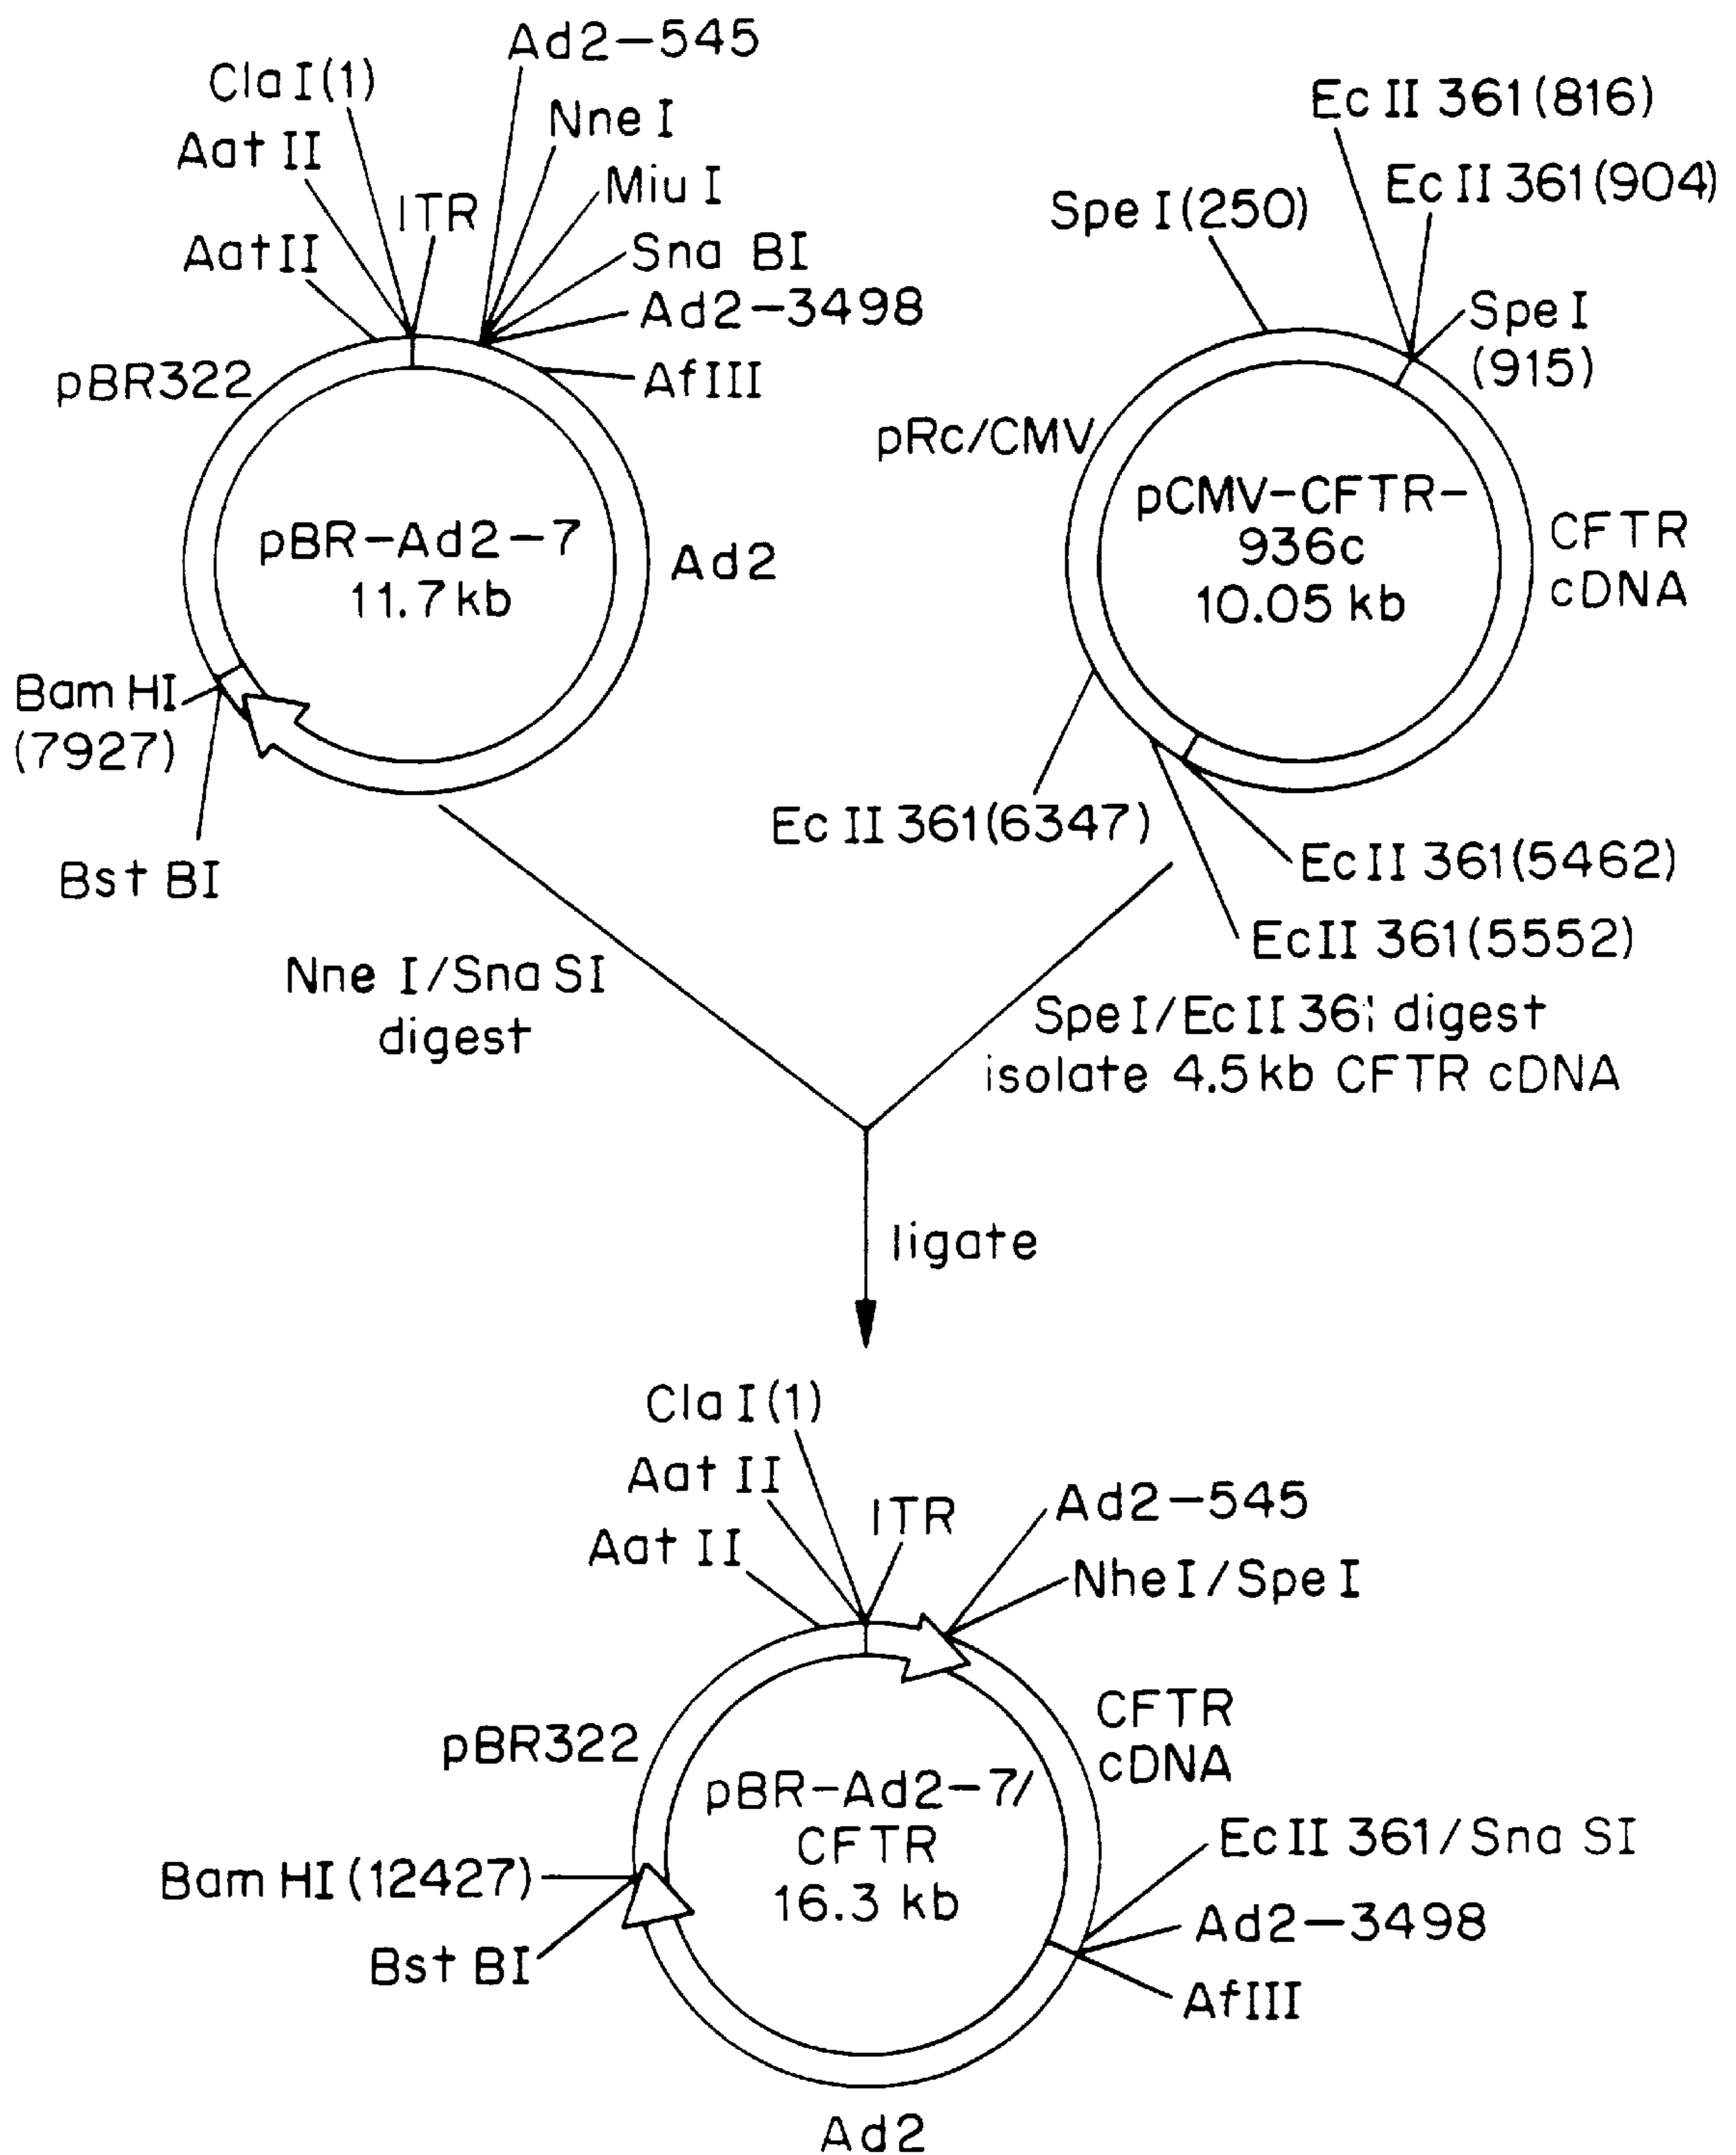 Ad2-545
Cla I(1)
Nne I
Aat II
Miu I
ITR
Aat II
Sna BI
Ad2-3498
pBR322
AfIII
pBR-Ad2-7
11.7 kb
Ad2
Bam HI
(7927)
Bst BI
Ec II 361(816)
Ec II 361(904)
Spe I(250)
Spe I
(915)
pRc/CMV
pCMV-CFTR-
936c
10.05 kb
CFTR
cDNA
Ec II 361(6347)
Ec II 361(5462)
Ec II 361(5552)
Nne I/Sna SI
digest
Spe I/Ec II 361 digest
isolate 4.5 kb CFTR cDNA
ligate
Cla I(1)
Aat II
ITR
Ad2-545
Aat II
Nhe I/Spe I
CFTR
cDNA
pBR322
pBR-Ad2-7/
CFTR
16.3 kb
Ec II 361/Sna SI
Bam HI (12427)
Ad2-3498
Bst BI
AfIII
Ad2